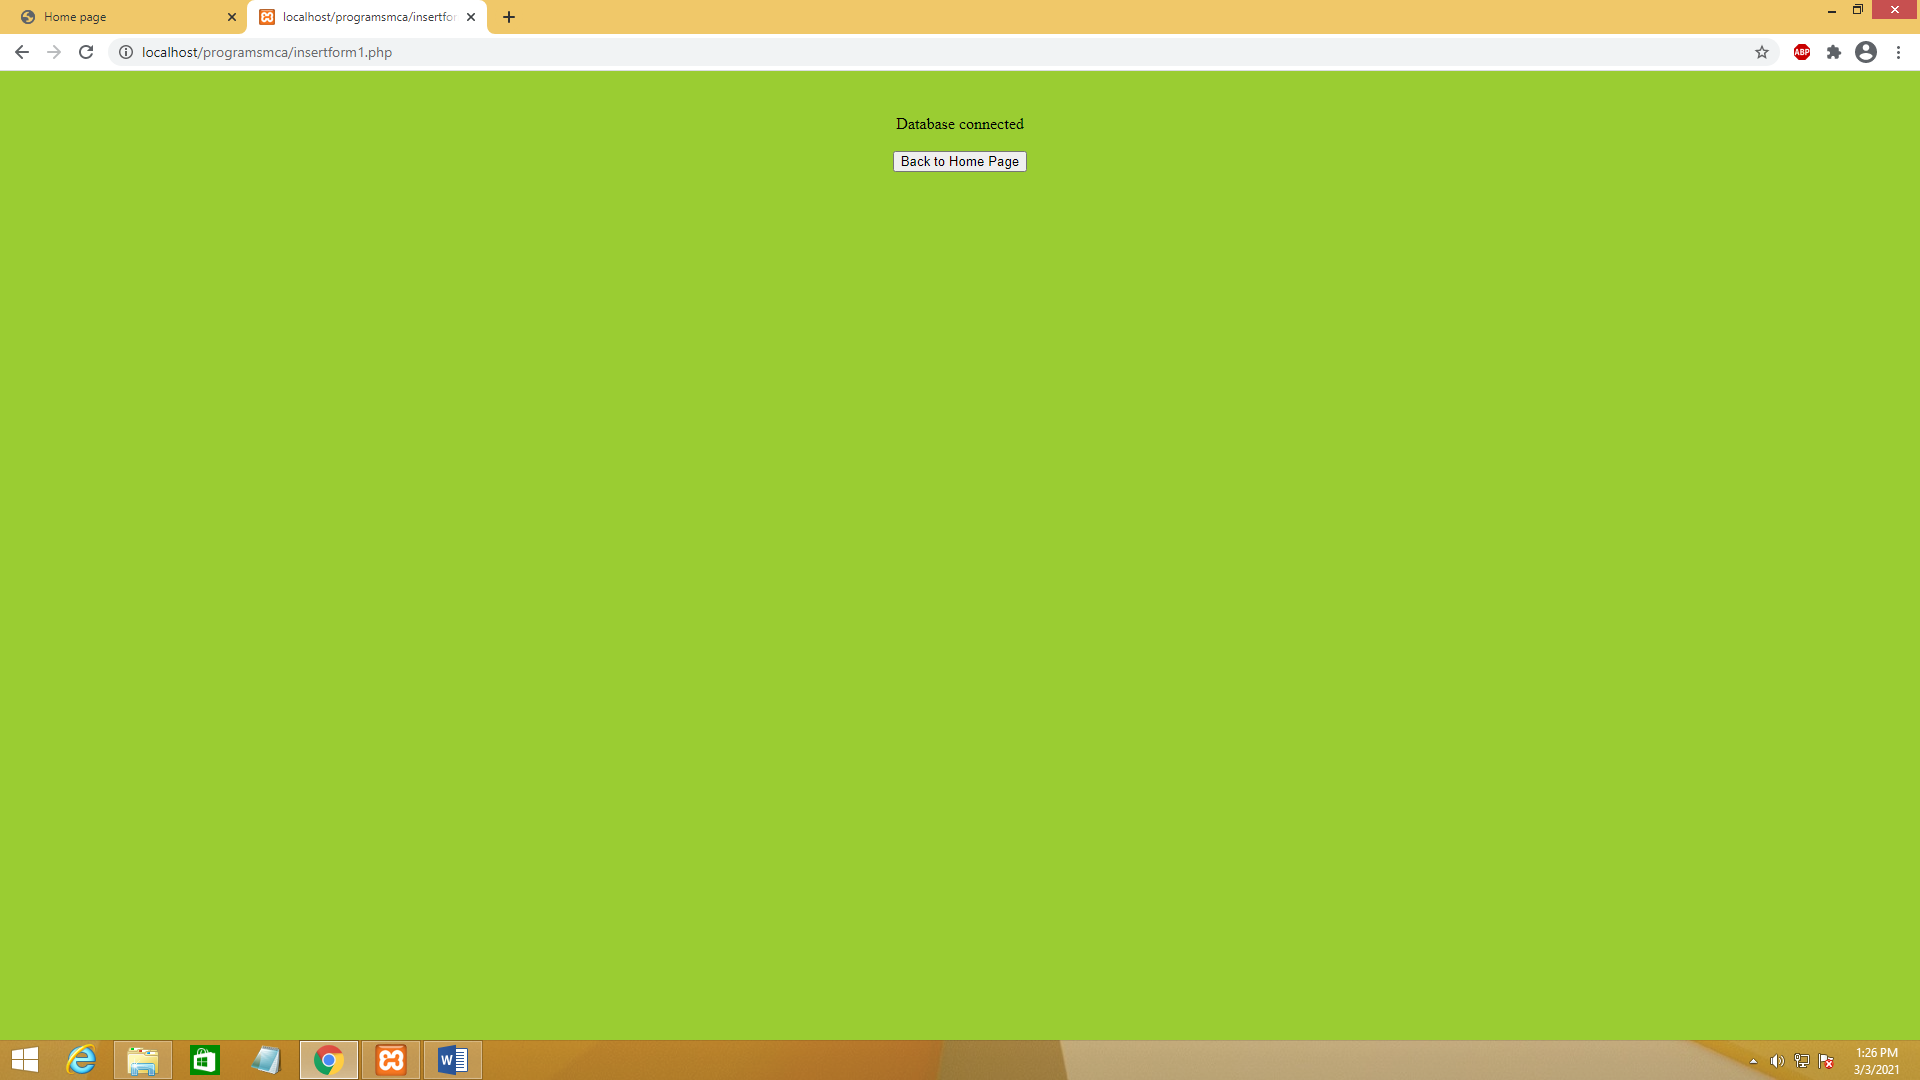 Home page
localhost/programsmca/insertfor
localhost/programsmca/insertform1.php
ABP
Database connected
Back to Home Page
W
1:26 PM
3/3/2021